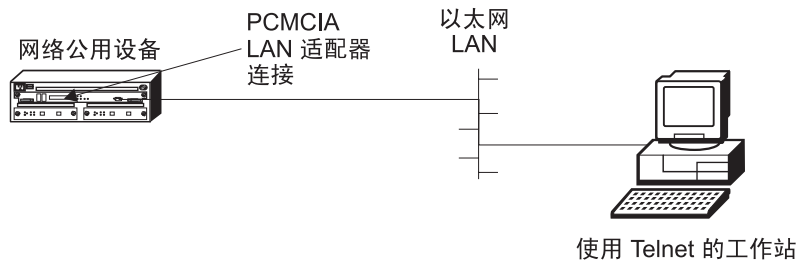 网络公用设备
PCMCIA
LAN 适配器
连接
以太网
LAN
使用 Telnet 的工作站